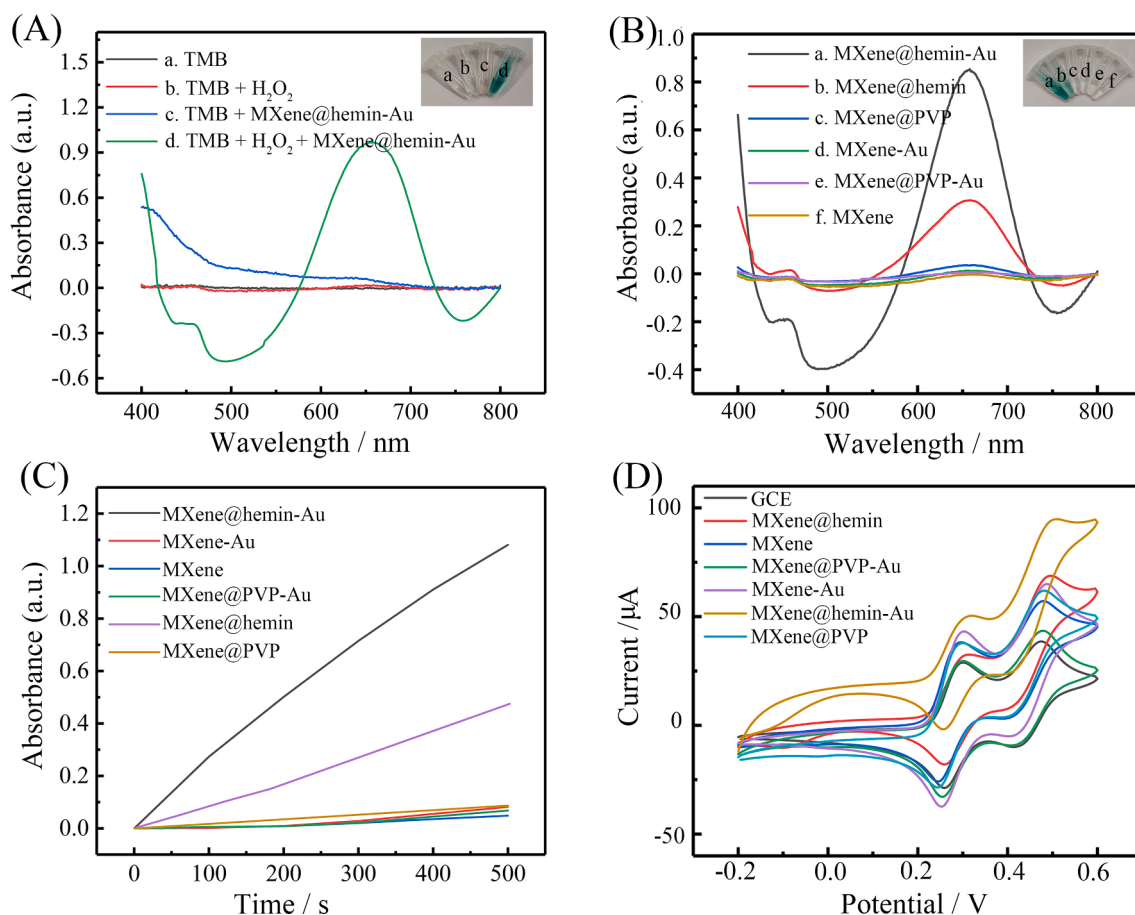 (A)
1.5
1.2
0.9
0.6
0.3
0.0
-0.3
-0.6
Absorbance (a.u.)
a. TMB
b. TMB + H₂O₂
c. TMB + MXene@hemin-Au
d. TMB + H₂O₂ + MXene@hemin-Au
a b c d
400 500 600 700 800
Wavelength / nm
(B)
1.0
0.8
0.6
0.4
0.2
0.0
-0.2
-0.4
Absorbance (a.u.)
a. MXene@hemin-Au
b. MXene@hemin
c. MXene@PVP
d. MXene-Au
e. MXene@PVP-Au
f. MXene
a b c d e f
400 500 600 700 800
Wavelength / nm
(C)
1.2
1.0
0.8
0.6
0.4
0.2
0.0
Absorbance (a.u.)
MXene@hemin-Au
MXene-Au
MXene
MXene@PVP-Au
MXene@hemin
MXene@PVP
0 100 200 300 400 500
Time / s
(D)
100
50
0
-50
Current /μA
GCE
MXene@hemin
MXene
MXene@PVP-Au
MXene-Au
MXene@hemin-Au
MXene@PVP
-0.2 0.0 0.2 0.4 0.6
Potential / V